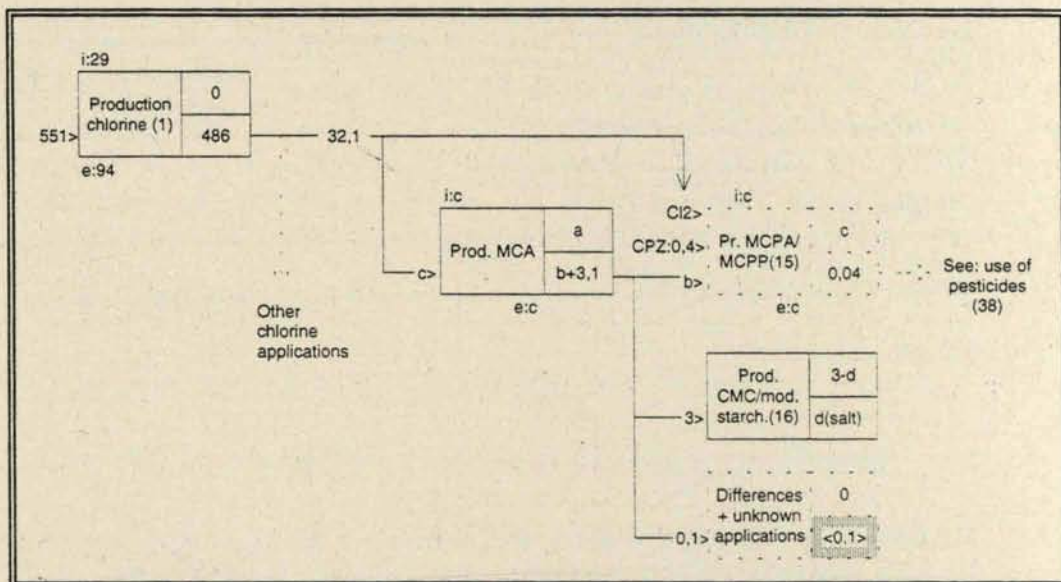 i:29
Production
chlorine (1)
0
551>
486
32,1
e:94
i:c
i:c
Cl2>
a
c
Prod. MCA
CPZ:0,4>
Pr. MCPA/
MCPP(15)
c>
b+3,1
b>
0,04
See: use of
pesticides
(38)
e:c
e:c
Other
chlorine
applications
Prod.
CMC/mod.
starch.(16)
3-d
3>
d(salt)
Differences
+ unknown
applications
0
0,1>
<0,1>